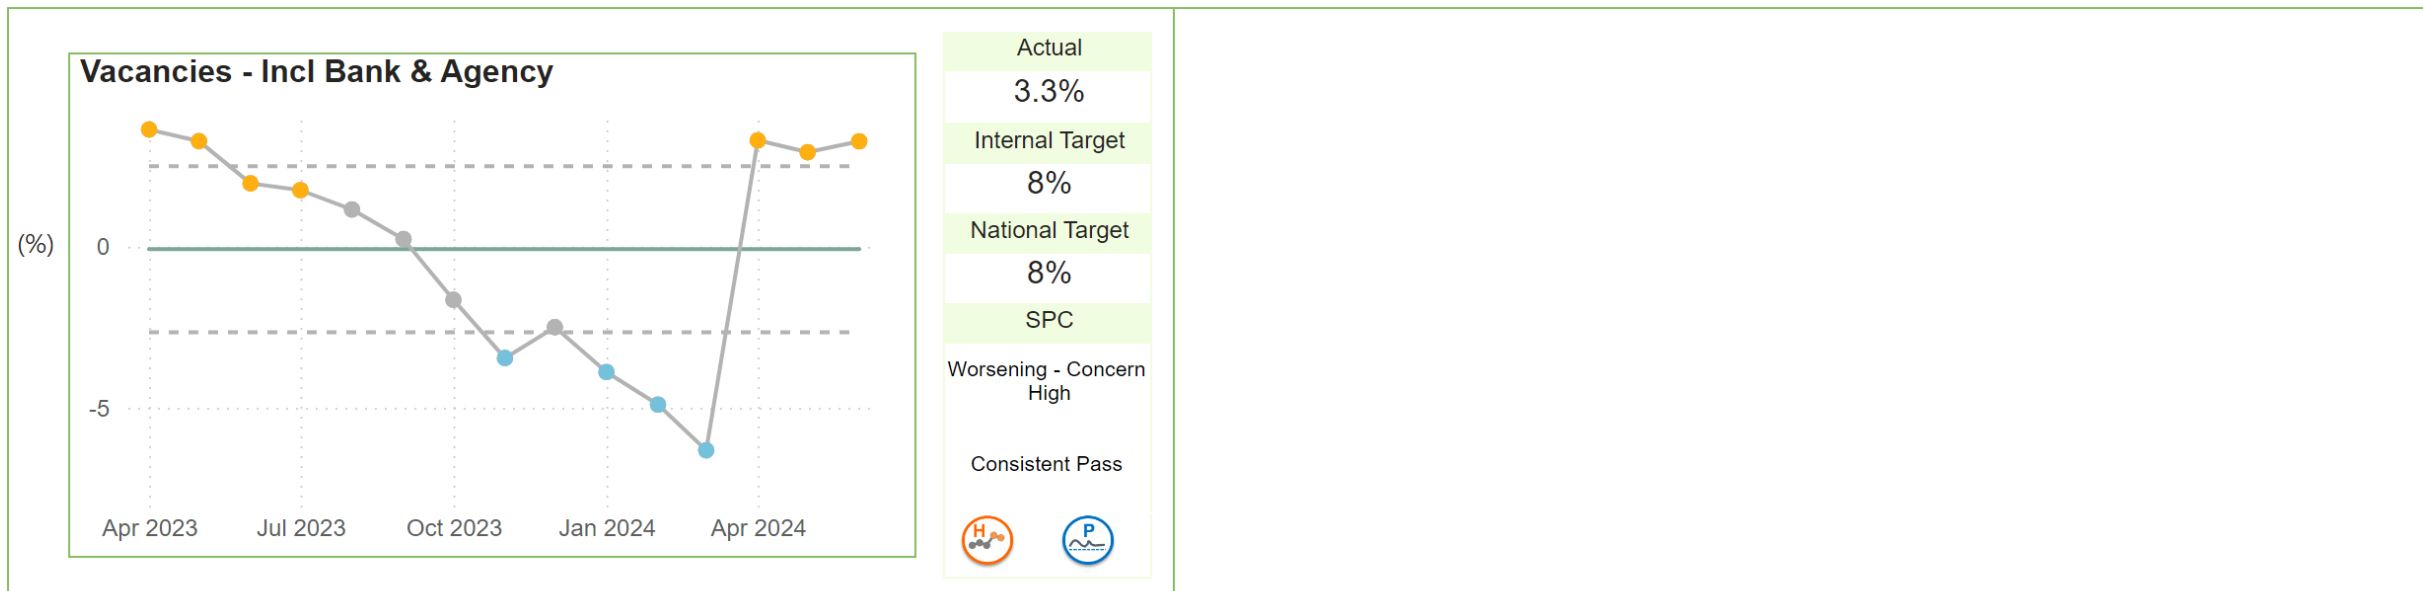 Vacancies - Incl Bank & Agency
(%)
0
-5
Apr 2023
Jul 2023
Oct 2023
Jan 2024
Apr 2024
Actual
3.3%
Internal Target
8%
National Target
8%
SPC
Worsening - Concern
High
Consistent Pass
H
P